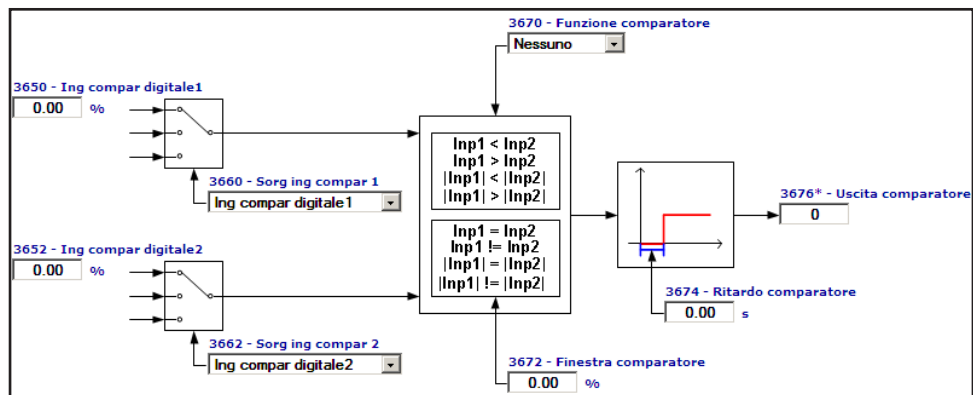 3670 - Funzione comparatore
Nessuno
3650 - Ing compar digitale1
0.00 %
3660 - Sorg ing compar 1
Ing compar digitale1
Inp1 < Inp2
Inp1 > Inp2
|Inp1| < |Inp2|
|Inp1| > |Inp2|
Inp1 = Inp2
Inp1 != Inp2
|Inp1| = |Inp2|
|Inp1| != |Inp2|
3676* - Uscita comparatore
0
3652 - Ing compar digitale2
0.00 %
3674 - Ritardo comparatore
0.00 s
3662 - Sorg ing compar 2
Ing compar digitale2
3672 - Finestra comparatore
0.00 %